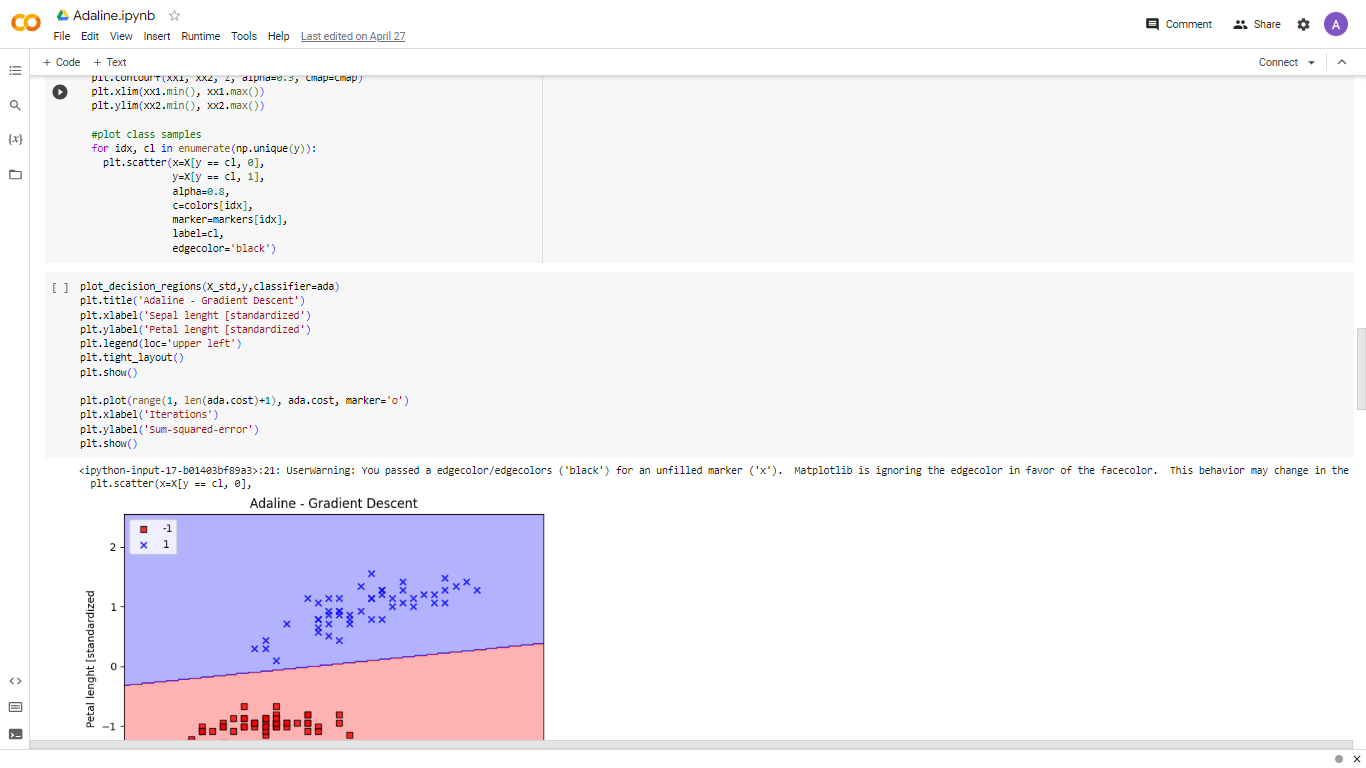 Adaline.ipynb
File Edit View Insert Runtime Tools Help Last edited on April 27
Comment Share A
+ Code + Text Connect
plt.contourf(xx1, xx2, Z, alpha=0.3, cmap=cmap)
plt.xlim(xx1.min(), xx1.max())
plt.ylim(xx2.min(), xx2.max())
#plot class samples
for idx, cl in enumerate(np.unique(y)):
plt.scatter(x=X[y == cl, 0],
y=X[y == cl, 1],
alpha=0.8,
c=colors[idx],
marker=markers[idx],
label=cl,
edgecolor='black')
[ ] plot_decision_regions(X_std,y,classifier=ada)
plt.title('Adaline - Gradient Descent')
plt.xlabel('Sepal lenght [standardized')
plt.ylabel('Petal lenght [standardized')
plt.legend(loc='upper left')
plt.tight_layout()
plt.show()
plt.plot(range(1, len(ada.cost)+1), ada.cost, marker='o')
plt.xlabel('Iterations')
plt.ylabel('Sum-squared-error')
plt.show()
<ipython-input-17-b01403bf89a3>:21: UserWarning: You passed a edgecolor/edgecolors ('black') for an unfilled marker ('x'). Matplotlib is ignoring the edgecolor in favor of the facecolor. This behavior may change in the
plt.scatter(x=X[y == cl, 0],
Adaline - Gradient Descent
-1
1
2
1
0
−1
Petal lenght [standardized